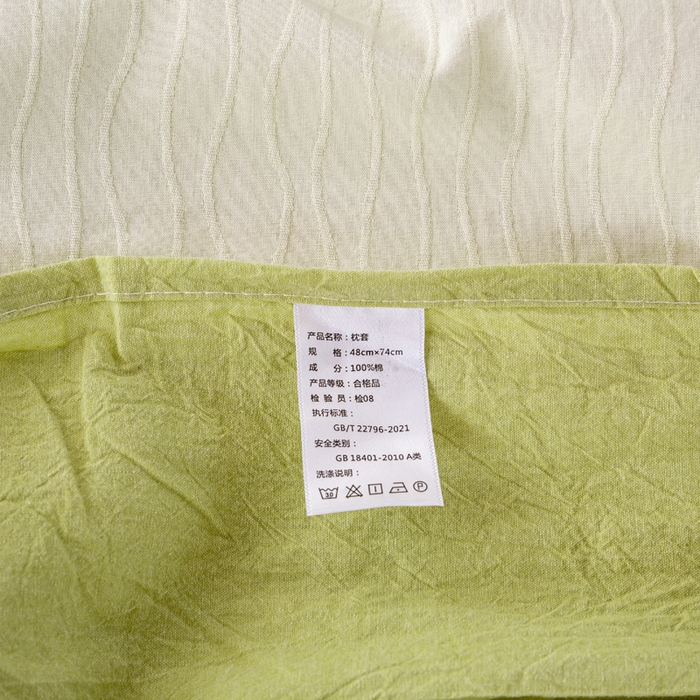 产品名称：枕套
规 格：48cm×74cm
成 分：100%棉
产品等级：合格品
检 验 员：检08
执行标准：
GB/T 22796-2021
安全类别：
GB 18401-2010 A类
洗涤说明：
30 P